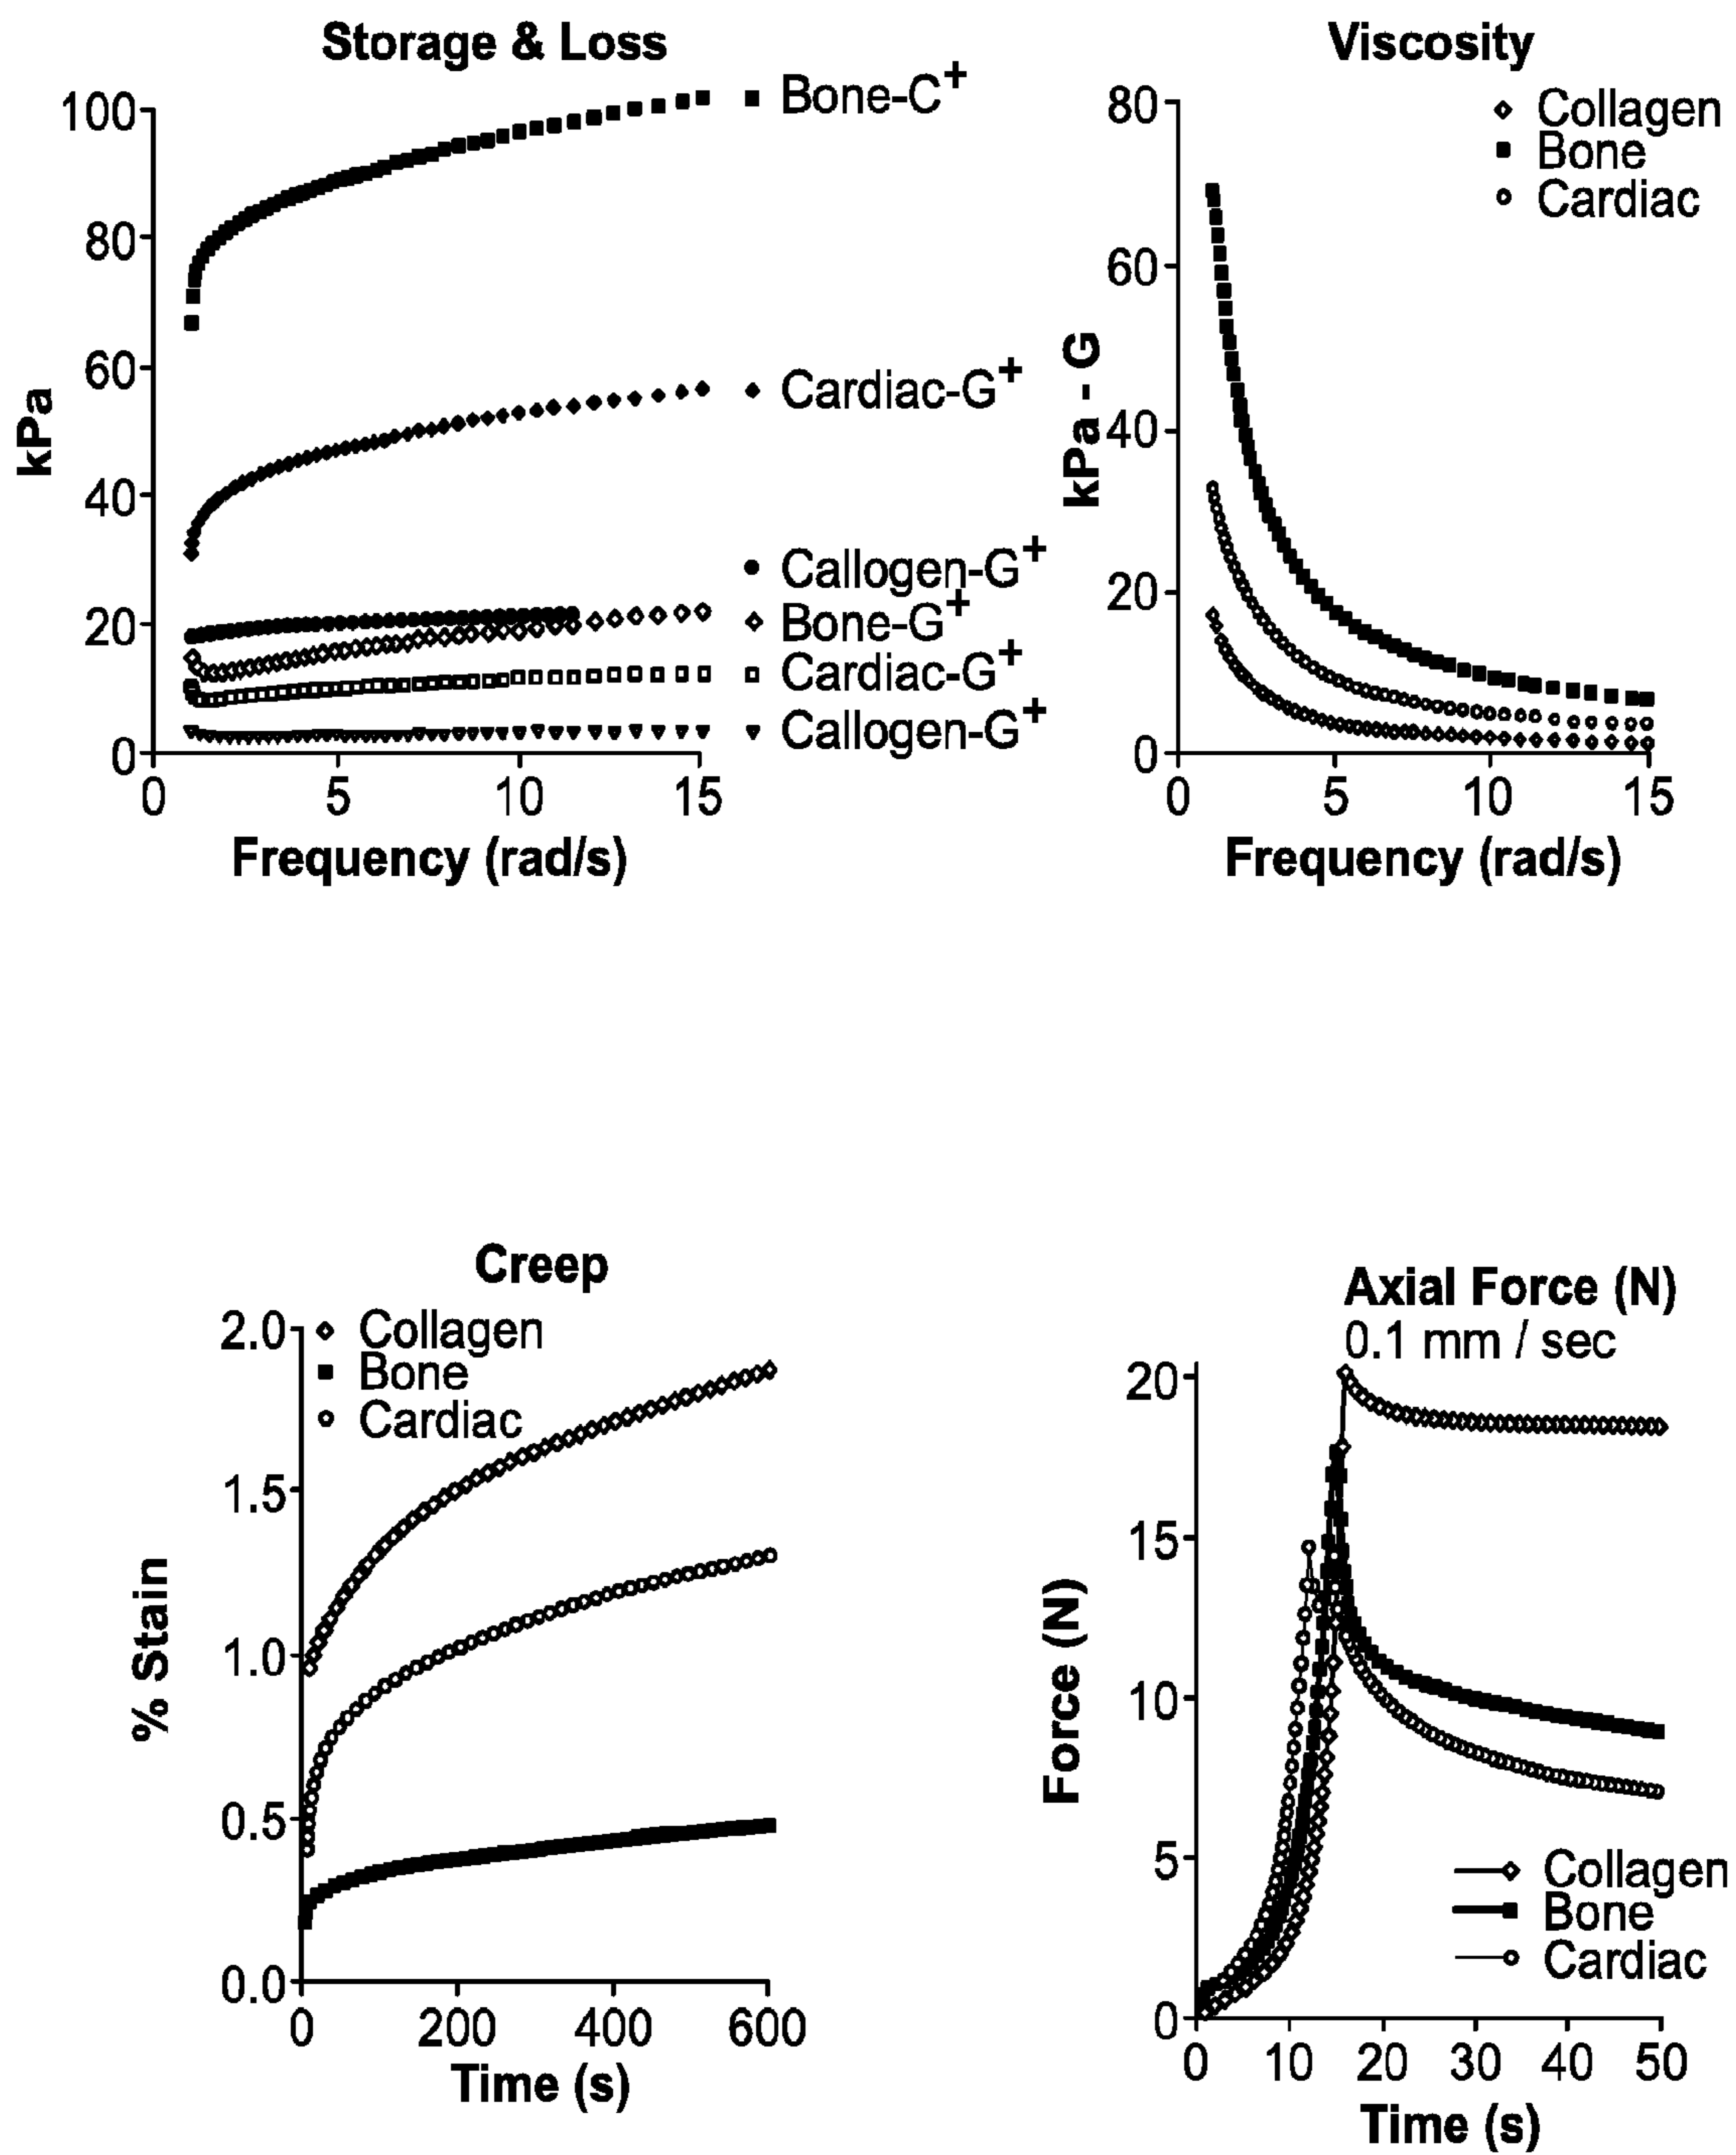 Storage & Loss
kPa
100
80
60
40
20
0
0 5 10 15
Frequency (rad/s)
Bone-C+
Cardiac-G+
Callogen-G+
Bone-G+
Cardiac-G+
Callogen-G+
Viscosity
kPa - G
80
60
40
20
0
0 5 10 15
Frequency (rad/s)
Collagen
Bone
Cardiac
Creep
% Stain
2.0
1.5
1.0
0.5
0.0
0 200 400 600
Time (s)
Collagen
Bone
Cardiac
Axial Force (N)
0.1 mm / sec
Force (N)
20
15
10
5
0
0 10 20 30 40 50
Time (s)
Collagen
Bone
Cardiac